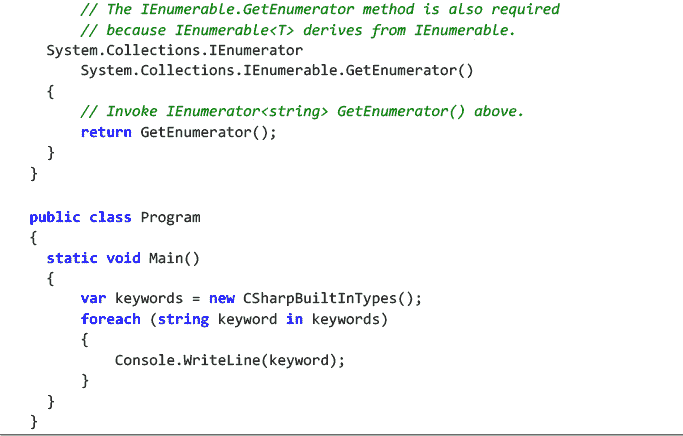 // The IEnumerable.GetEnumerator method is also required
// because IEnumerable<T> derives from IEnumerable.
System.Collections.IEnumerator
System.Collections.IEnumerable.GetEnumerator()
{
// Invoke IEnumerator<string> GetEnumerator() above.
return GetEnumerator();
}
}
public class Program
{
static void Main()
{
var keywords = new CSharpBuiltInTypes();
foreach (string keyword in keywords)
{
Console.WriteLine(keyword);
}
}
}